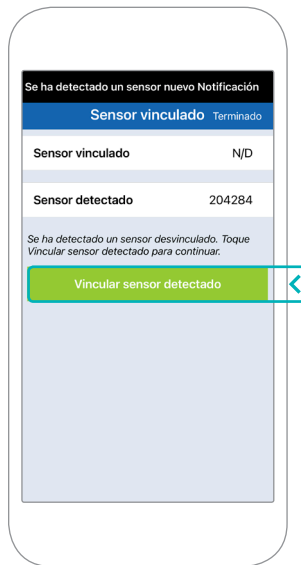 Se ha detectado un sensor nuevo Notificación
Sensor vinculado Terminado
Sensor vinculado N/D
Sensor detectado 204284
Se ha detectado un sensor desvinculado. Toque
Vincular sensor detectado para continuar.
Vincular sensor detectado